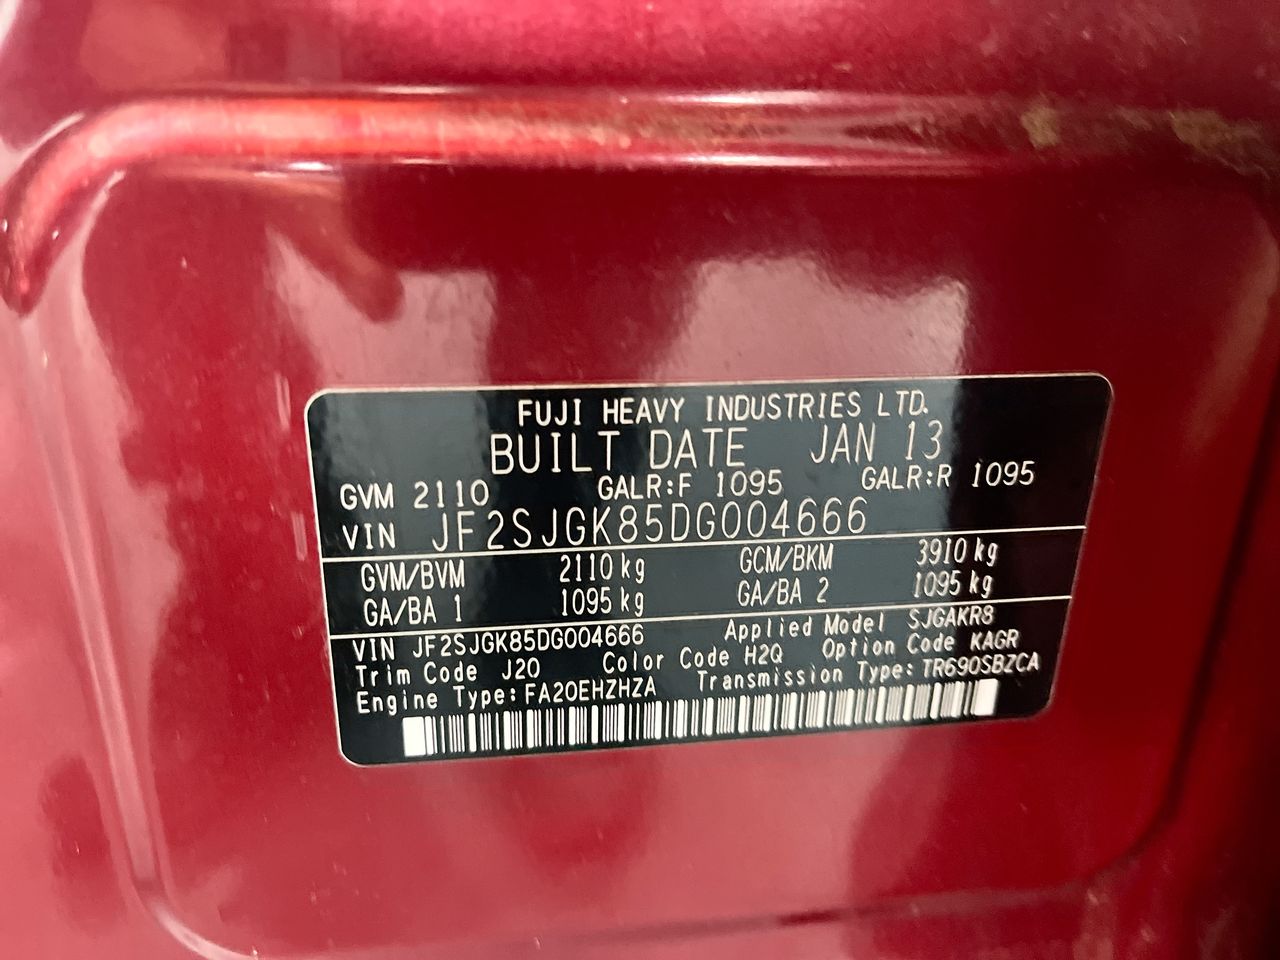 FUJI HEAVY INDUSTRIES LTD.
BUILT DATE JAN 13
GVM 2110 GALR:F 1095 GALR:R 1095
VIN JF2SJGK85DG004666
GVM/BVM 2110 kg GCM/BKM 3910 kg
GA/BA 1 1095 kg GA/BA 2 1095 kg
VIN JF2SJGK85DG004666 Applied Model SJGAKR8
Trim Code J20 Color Code H2Q Option Code KAGR
Engine Type: FA20EHZHZA Transmission Type: TR690SBZCA